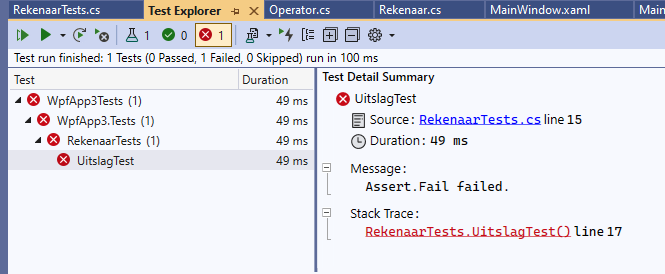 RekenaarTests.cs Test Explorer Operator.cs Rekenaar.cs MainWindow.xaml Main
1 0 1
Test run finished: 1 Tests (0 Passed, 1 Failed, 0 Skipped) run in 100 ms
Test Duration
WpfApp3Tests (1) 49 ms
WpfApp3.Tests (1) 49 ms
RekenaarTests (1) 49 ms
UitslagTest 49 ms
Test Detail Summary
UitslagTest
Source: RekenaarTests.cs line 15
Duration: 49 ms
Message:
Assert.Fail failed.
Stack Trace:
RekenaarTests.UitslagTest() line 17